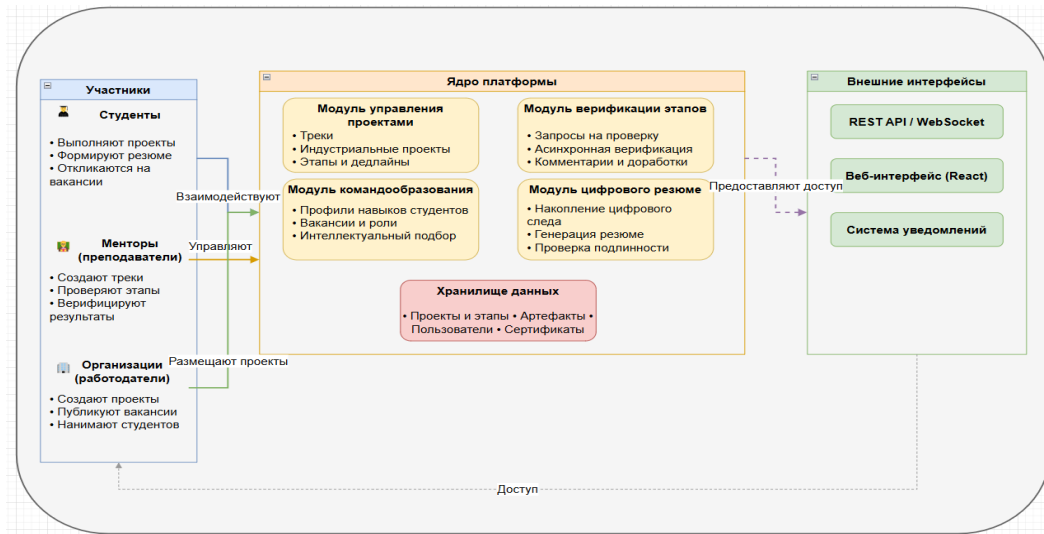 Участники
Студенты
• Выполняют проекты
• Формируют резюме
• Откликаются на
вакансии
Менторы
(преподаватели)
• Создают треки
• Проверяют этапы
• Верифицируют
результаты
Организации
(работодатели)
• Создают проекты
• Публикуют вакансии
• Нанимают студентов
Взаимодействуют
Управляют
Размещают проекты
Ядро платформы
Модуль управления
проектами
• Треки
• Индустриальные проекты
• Этапы и дедлайны
Модуль верификации этапов
• Запросы на проверку
• Асинхронная верификация
• Комментарии и доработки
Модуль командообразования
• Профили навыков студентов
• Вакансии и роли
• Интеллектуальный подбор
Модуль цифрового резюме
• Накопление цифрового
следа
• Генерация резюме
• Проверка подлинности
Хранилище данных
• Проекты и этапы • Артефакты •
Пользователи • Сертификаты
Предоставляют доступ
Внешние интерфейсы
REST API / WebSocket
Веб-интерфейс (React)
Система уведомлений
Доступ